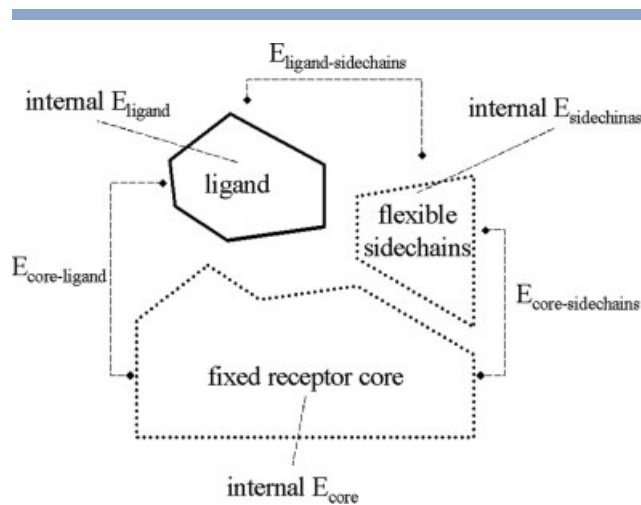 E_ligand-sidechains
internal E_ligand
internal E_sidechinas
ligand
flexible
sidechains
E_core-ligand
E_core-sidechains
fixed receptor core
internal E_core